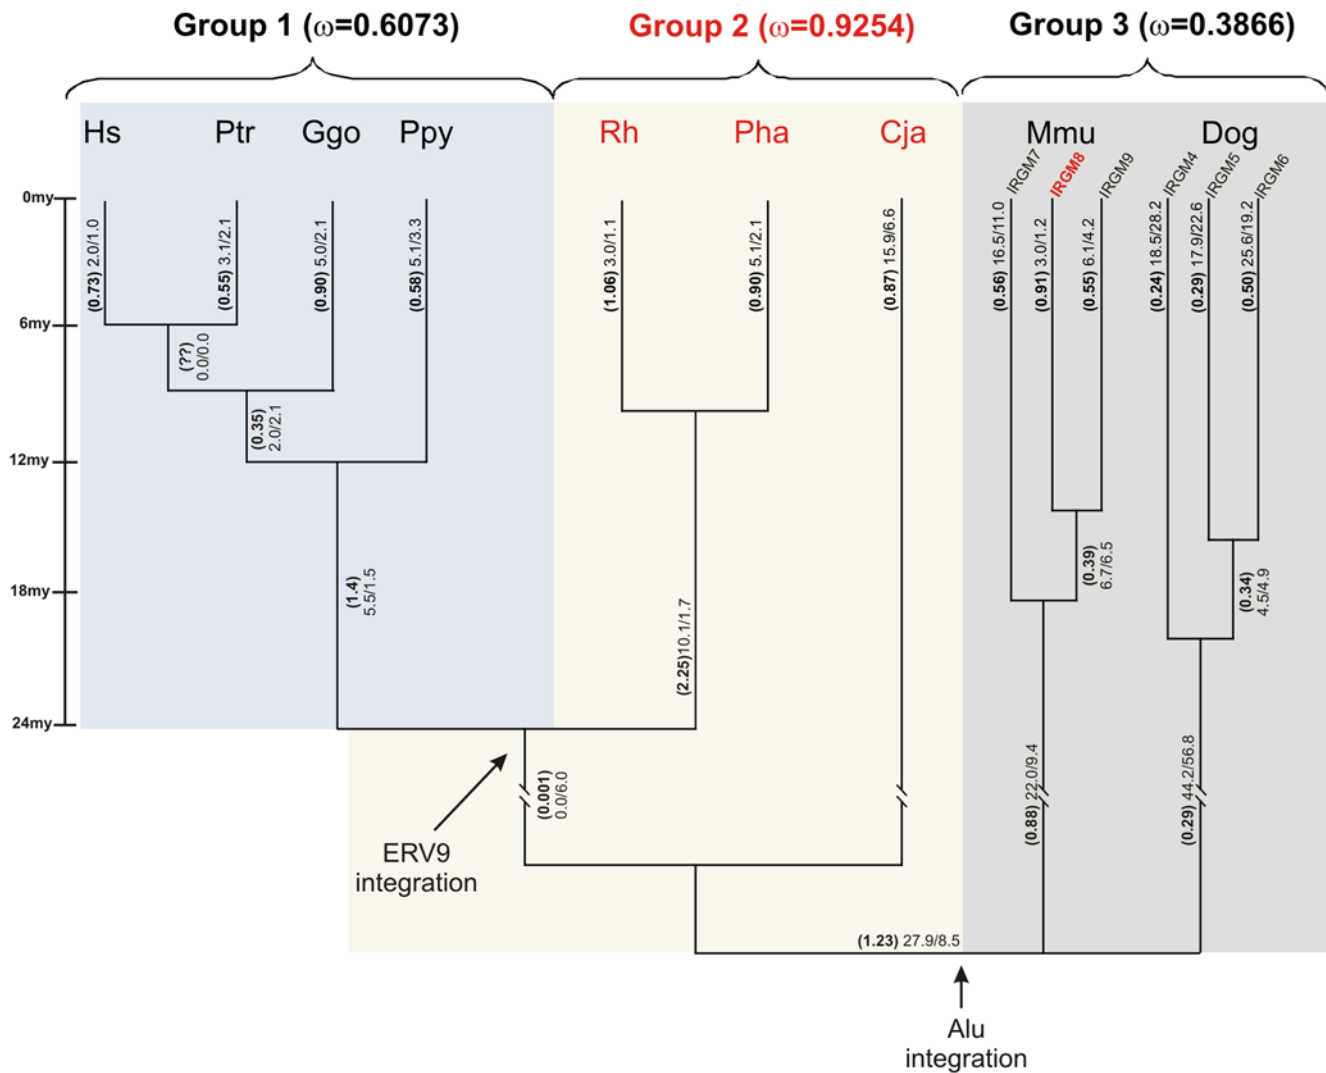 Group 1 (ω=0.6073)
Group 2 (ω=0.9254)
Group 3 (ω=0.3866)
Hs
Ptr
Ggo
Ppy
Rh
Pha
Cja
Mmu
Dog
IRGM7
IRGM8
IRGM9
IRGM4
IRGM5
IRGM6
0my
6my
12my
18my
24my
(0.73) 2.0/1.0
(0.55) 3.1/2.1
(0.90) 5.0/2.1
(0.58) 5.1/3.3
(1.06) 3.0/1.1
(0.90) 5.1/2.1
(0.87) 15.9/6.6
(0.56) 16.5/11.0
(0.91) 3.0/1.2
(0.55) 6.1/4.2
(0.24) 18.5/28.2
(0.29) 17.9/22.6
(0.50) 25.6/19.2
(??)
0.0/0.0
(0.35)
2.0/2.1
(1.4)
5.5/1.5
(2.25)10.1/1.7
(0.39)
6.7/6.5
(0.34)
4.5/4.9
(0.001)
0.0/6.0
(0.88) 22.0/9.4
(0.29) 44.2/56.8
ERV9
integration
(1.23) 27.9/8.5
Alu
integration